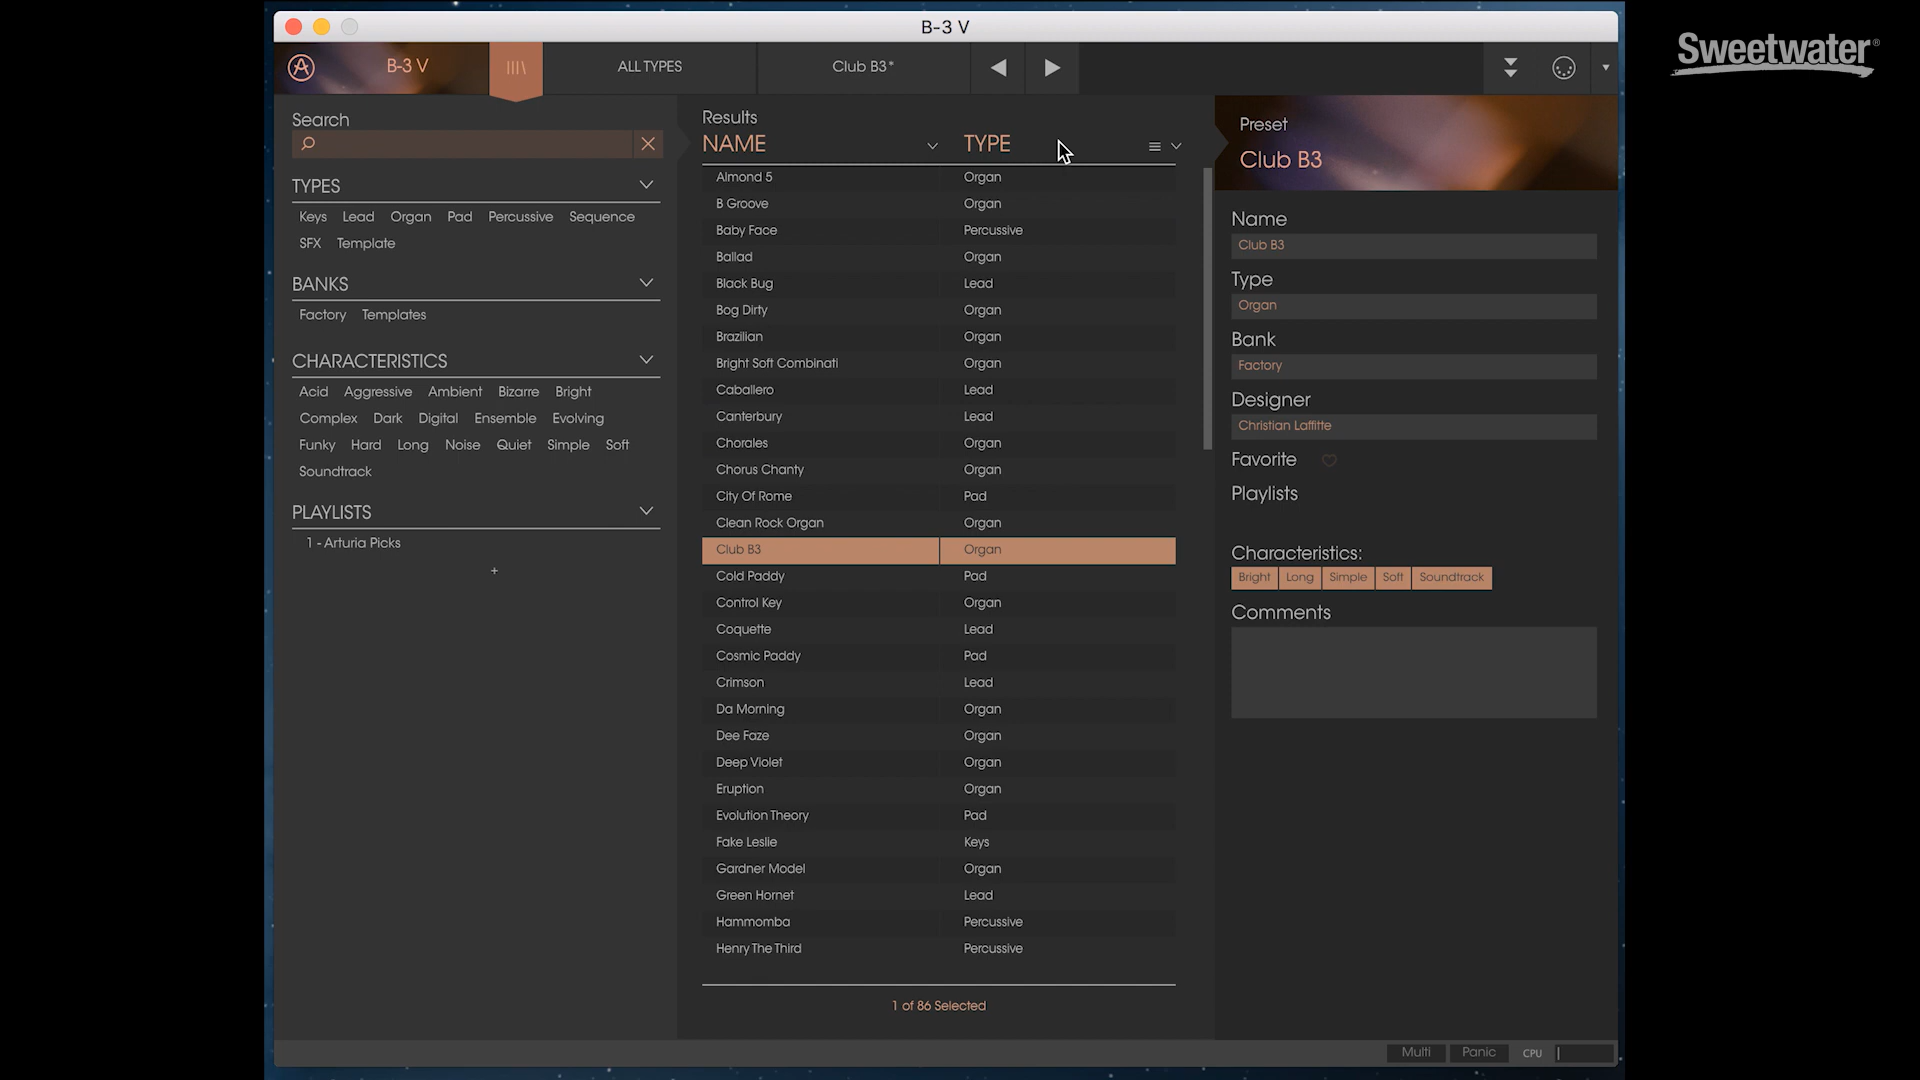 B-3 V
Sweetwater®
B-3 V
ALL TYPES
Club B3*
Search
TYPES
Keys Lead Organ Pad Percussive Sequence
SFX Template
BANKS
Factory Templates
CHARACTERISTICS
Acid Aggressive Ambient Bizarre Bright
Complex Dark Digital Ensemble Evolving
Funky Hard Long Noise Quiet Simple Soft
Soundtrack
PLAYLISTS
1 - Arturia Picks
+
Results
NAME TYPE
Almond 5 Organ
B Groove Organ
Baby Face Percussive
Ballad Organ
Black Bug Lead
Bog Dirty Organ
Brazilian Organ
Bright Soft Combinati Organ
Caballero Lead
Canterbury Lead
Chorales Organ
Chorus Chanty Organ
City Of Rome Pad
Clean Rock Organ Organ
Club B3 Organ
Cold Paddy Pad
Control Key Organ
Coquette Lead
Cosmic Paddy Pad
Crimson Lead
Da Morning Organ
Dee Faze Organ
Deep Violet Organ
Eruption Organ
Evolution Theory Pad
Fake Leslie Keys
Gardner Model Organ
Green Hornet Lead
Hammomba Percussive
Henry The Third Percussive
1 of 86 Selected
Preset
Club B3
Name
Club B3
Type
Organ
Bank
Factory
Designer
Christian Laffitte
Favorite
Playlists
Characteristics:
Bright Long Simple Soft Soundtrack
Comments
Multi Panic CPU